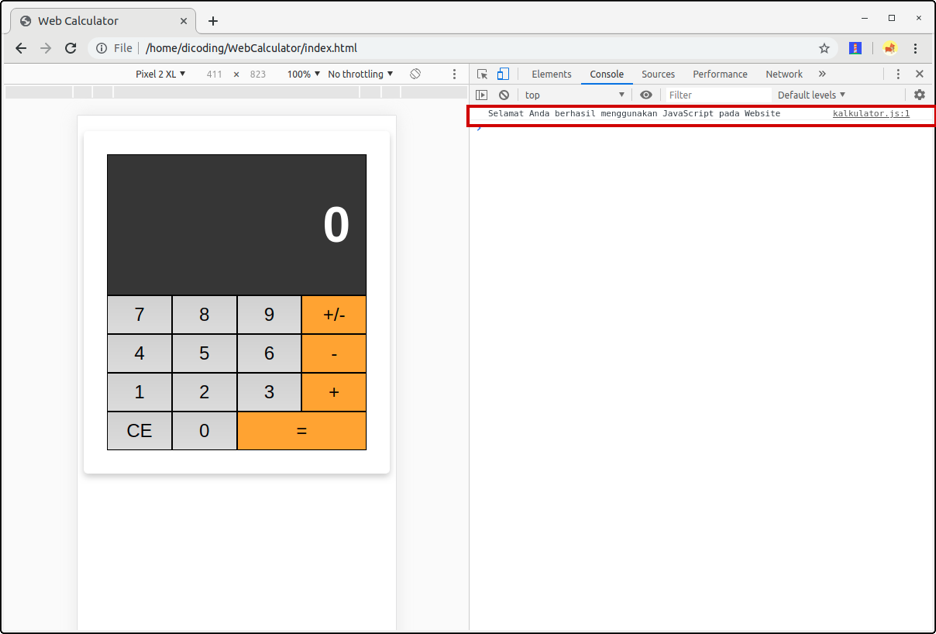 Web Calculator
File /home/dicoding/WebCalculator/index.html
Pixel 2 XL 411 × 823 100% No throttling
Elements Console Sources Performance Network
top Filter Default levels
Selamat Anda berhasil menggunakan JavaScript pada Website kalkulator.js:1
0
7 8 9 +/-
4 5 6 -
1 2 3 +
CE 0 =